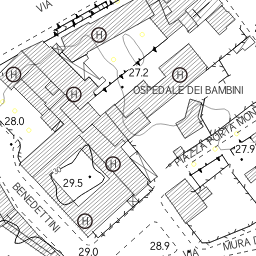 VIA
H
H
27.2
H
OSPEDALE DEI BAMBINI
28.0
PIAZZA PORTA MON
27.9
H
29.5
BENEDETTINI
H
29.0
28.9
VIA
MURA D